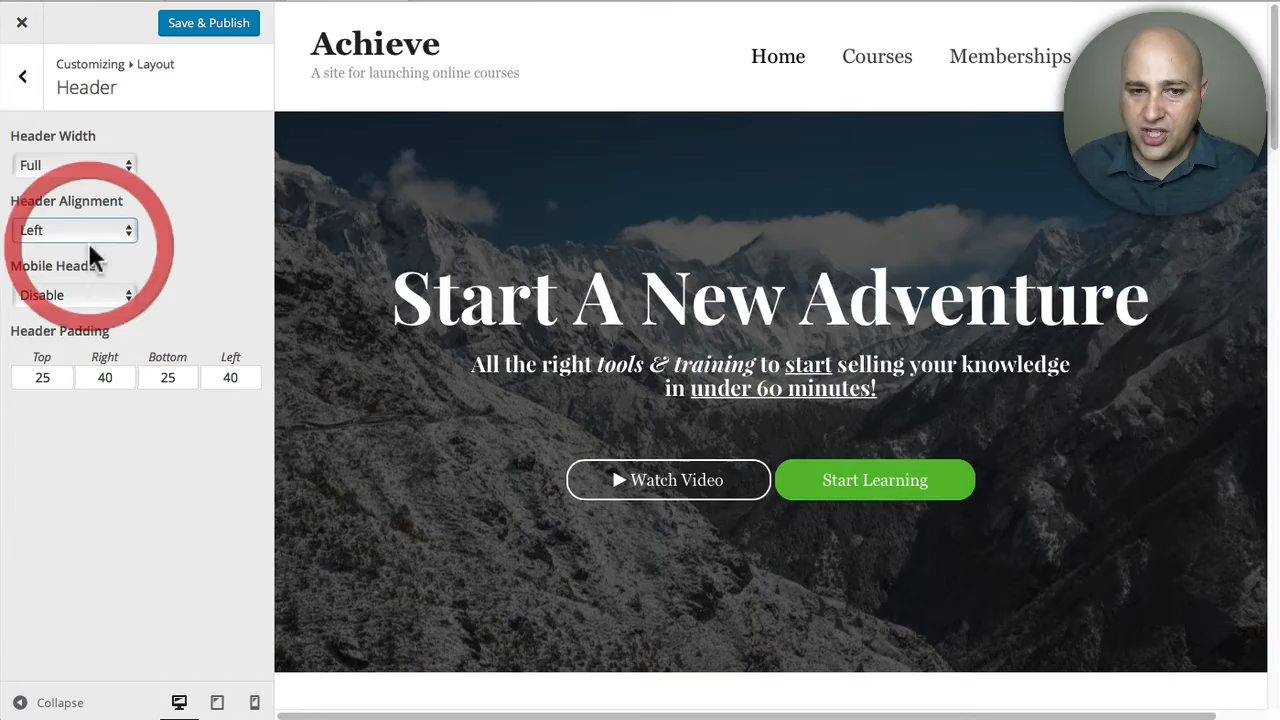 Save & Publish
Customizing ▸ Layout
Header
Header Width
Full
Header Alignment
Left
Mobile Heade
Disable
Header Padding
Top Right Bottom Left
25 40 25 40
Collapse
Achieve
A site for launching online courses
Home Courses Memberships
Start A New Adventure
All the right tools & training to start selling your knowledge
in under 60 minutes!
Watch Video
Start Learning